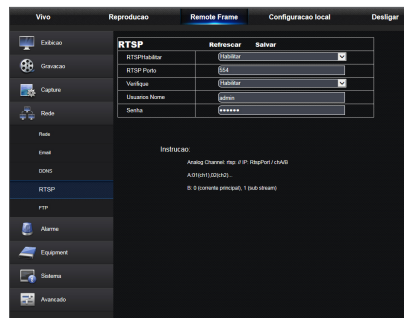 Vivo Reproducao Remote Frame Configuracao local Desligar
Exibicao
Gravacao
Capture
Rede
Rede
Email
DDNS
RTSP
FTP
Alarme
Equipment
Sistema
Avancado
RTSP Refrescar Salvar
RTSPHabilitar Habilitar
RTSP Porto 554
Verifique Habilitar
Usuarios Nome admin
Senha ••••••
Instrucao:
Analog Channel: rtsp: // IP: RtspPort / chA/B
A:01(ch1),02(ch2)...
B: 0 (corriente principal), 1 (sub stream)